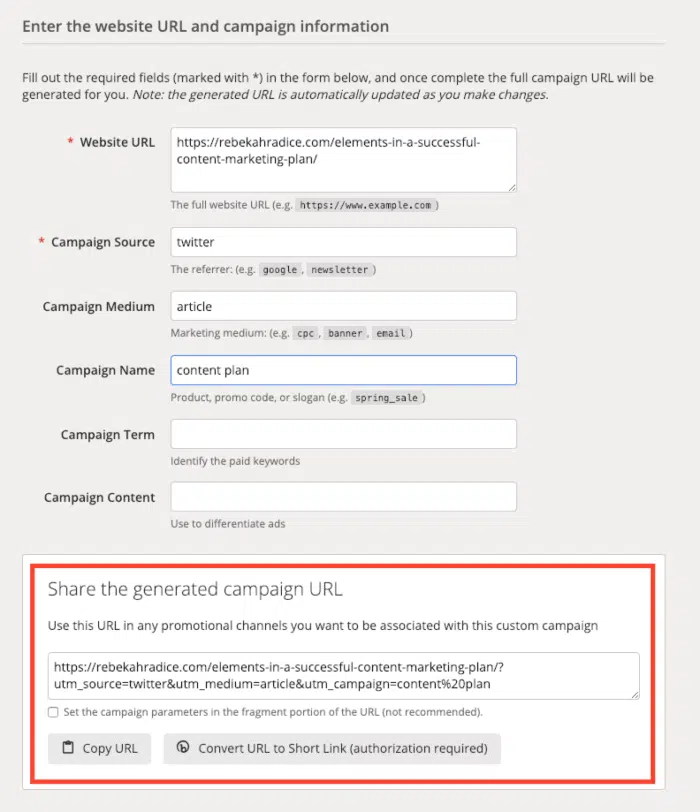 Enter the website URL and campaign information
Fill out the required fields (marked with *) in the form below, and once complete the full campaign URL will be
generated for you. Note: the generated URL is automatically updated as you make changes.
* Website URL
https://rebekahradice.com/elements-in-a-successful-
content-marketing-plan/
The full website URL (e.g. https://www.example.com )
* Campaign Source
twitter
The referrer: (e.g. google , newsletter )
Campaign Medium
article
Marketing medium: (e.g. cpc , banner , email )
Campaign Name
content plan
Product, promo code, or slogan (e.g. spring_sale )
Campaign Term
Identify the paid keywords
Campaign Content
Use to differentiate ads
Share the generated campaign URL
Use this URL in any promotional channels you want to be associated with this custom campaign
https://rebekahradice.com/elements-in-a-successful-content-marketing-plan/?
utm_source=twitter&utm_medium=article&utm_campaign=content%20plan
Set the campaign parameters in the fragment portion of the URL (not recommended).
Copy URL
Convert URL to Short Link (authorization required)